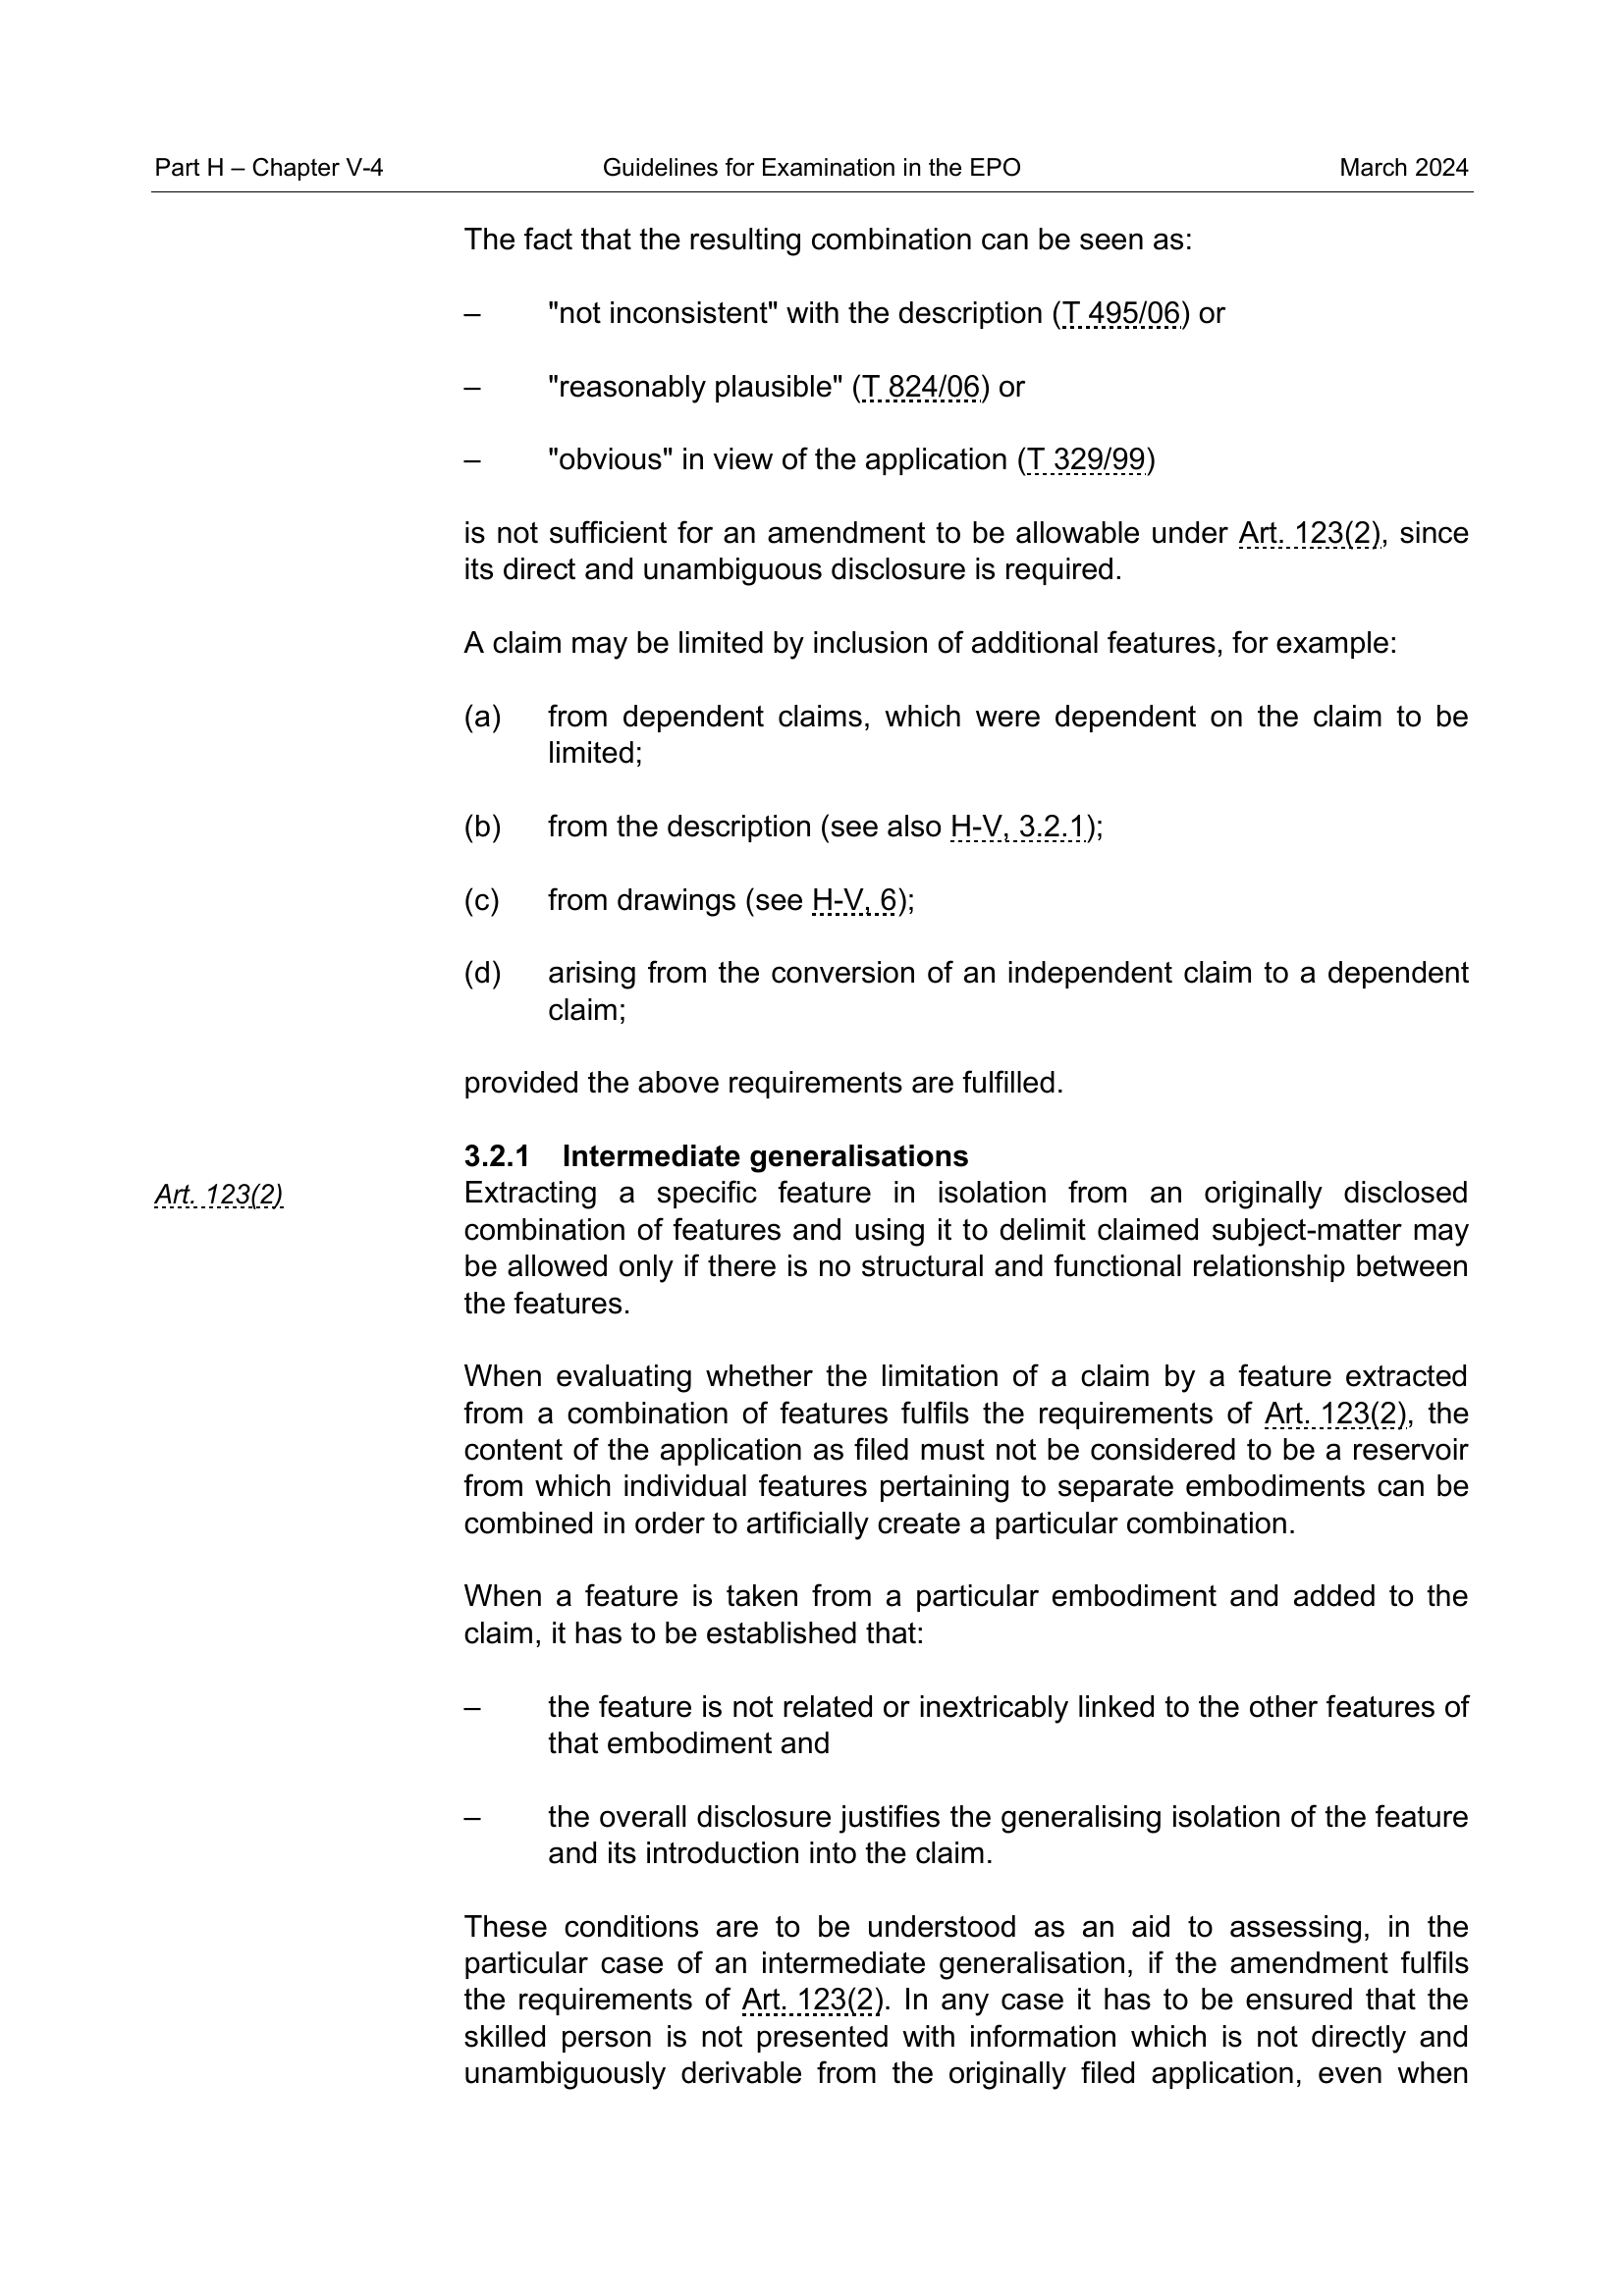 Part H – Chapter V-4 Guidelines for Examination in the EPO March 2024
The fact that the resulting combination can be seen as:
– "not inconsistent" with the description (T 495/06) or
– "reasonably plausible" (T 824/06) or
– "obvious" in view of the application (T 329/99)
is not sufficient for an amendment to be allowable under Art. 123(2), since
its direct and unambiguous disclosure is required.
A claim may be limited by inclusion of additional features, for example:
(a) from dependent claims, which were dependent on the claim to be
limited;
(b) from the description (see also H-V, 3.2.1);
(c) from drawings (see H-V, 6);
(d) arising from the conversion of an independent claim to a dependent
claim;
provided the above requirements are fulfilled.
3.2.1 Intermediate generalisations
Art. 123(2) Extracting a specific feature in isolation from an originally disclosed
combination of features and using it to delimit claimed subject-matter may
be allowed only if there is no structural and functional relationship between
the features.
When evaluating whether the limitation of a claim by a feature extracted
from a combination of features fulfils the requirements of Art. 123(2), the
content of the application as filed must not be considered to be a reservoir
from which individual features pertaining to separate embodiments can be
combined in order to artificially create a particular combination.
When a feature is taken from a particular embodiment and added to the
claim, it has to be established that:
– the feature is not related or inextricably linked to the other features of
that embodiment and
– the overall disclosure justifies the generalising isolation of the feature
and its introduction into the claim.
These conditions are to be understood as an aid to assessing, in the
particular case of an intermediate generalisation, if the amendment fulfils
the requirements of Art. 123(2). In any case it has to be ensured that the
skilled person is not presented with information which is not directly and
unambiguously derivable from the originally filed application, even when